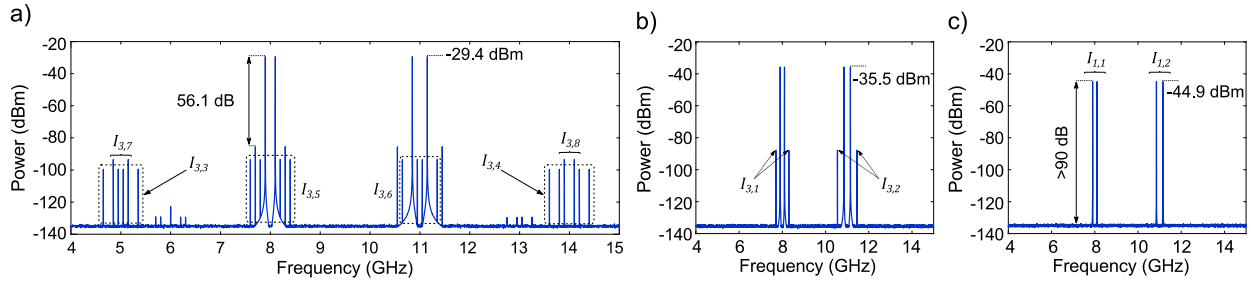 a)
-20
-40
-60
-80
-100
-120
-140
Power (dBm)
4 5 6 7 8 9 10 11 12 13 14 15
Frequency (GHz)
56.1 dB
-29.4 dBm
I3,7
I3,3
I3,5
I3,6
I3,4
I3,8
b)
-20
-40
-60
-80
-100
-120
-140
Power (dBm)
4 6 8 10 12 14
Frequency (GHz)
-35.5 dBm
I3,1
I3,2
c)
-20
-40
-60
-80
-100
-120
-140
Power (dBm)
4 6 8 10 12 14
Frequency (GHz)
I1,1
I1,2
-44.9 dBm
>90 dB